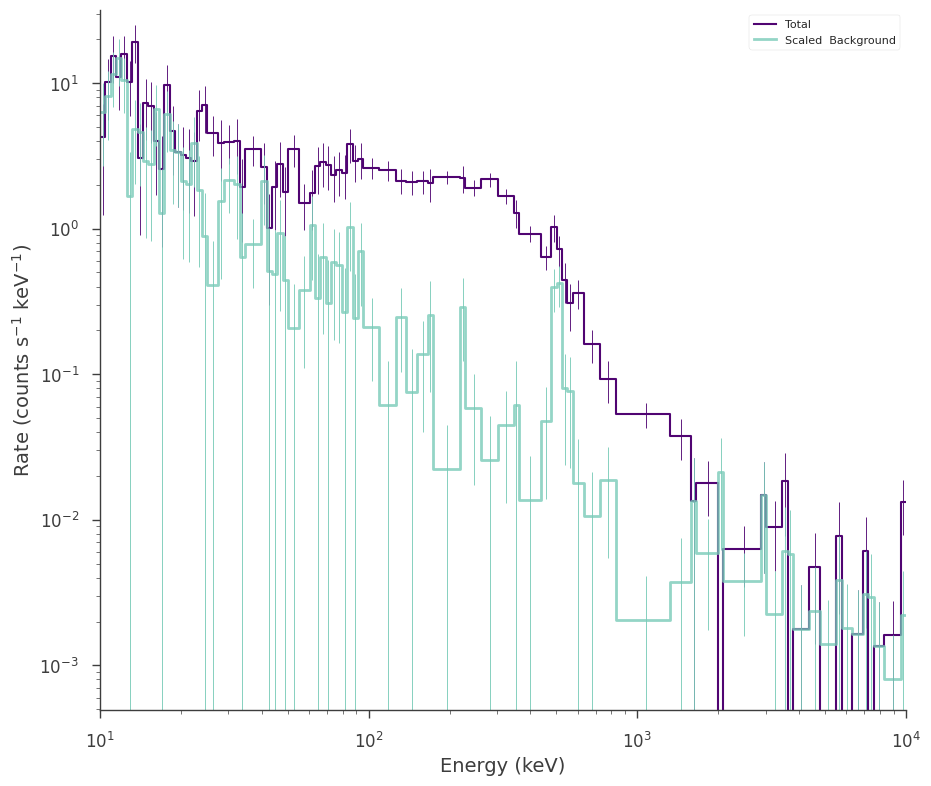 Total
Scaled  Background
Rate (counts s⁻¹ keV⁻¹)
10¹
10⁰
10⁻¹
10⁻²
10⁻³
10¹ 10² 10³ 10⁴
Energy (keV)